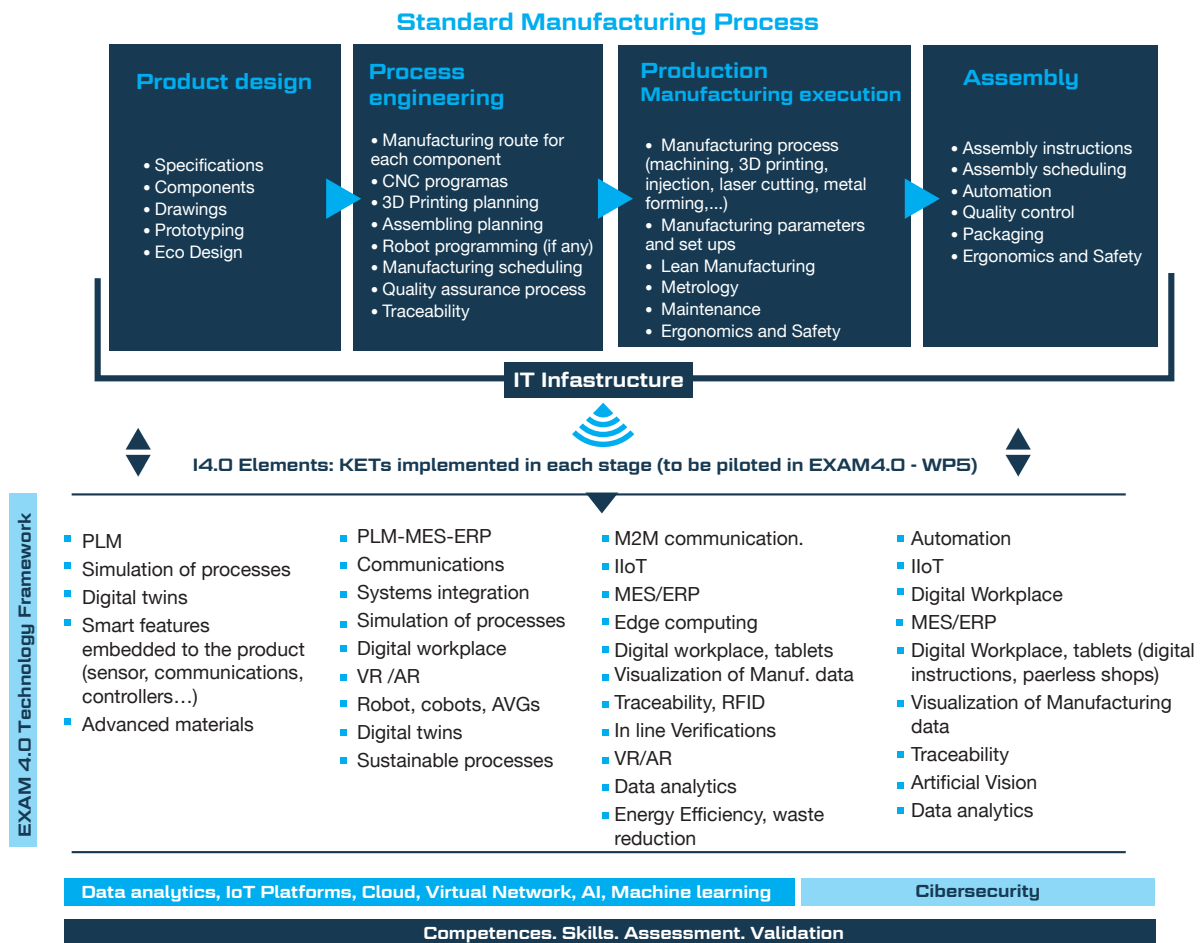 Standard Manufacturing Process
Product design
• Specifications
• Components
• Drawings
• Prototyping
• Eco Design
Process
engineering
• Manufacturing route for
each component
• CNC programas
• 3D Printing planning
• Assembling planning
• Robot programming (if any)
• Manufacturing scheduling
• Quality assurance process
• Traceability
Production
Manufacturing execution
• Manufacturing process
(machining, 3D printing,
injection, laser cutting, metal
forming,...)
• Manufacturing parameters
and set ups
• Lean Manufacturing
• Metrology
• Maintenance
• Ergonomics and Safety
Assembly
• Assembly instructions
• Assembly scheduling
• Automation
• Quality control
• Packaging
• Ergonomics and Safety
IT Infastructure
I4.0 Elements: KETs implemented in each stage (to be piloted in EXAM4.0 - WP5)
EXAM 4.0 Technology Framework
PLM
Simulation of processes
Digital twins
Smart features
embedded to the product
(sensor, communications,
controllers…)
Advanced materials
PLM-MES-ERP
Communications
Systems integration
Simulation of processes
Digital workplace
VR /AR
Robot, cobots, AVGs
Digital twins
Sustainable processes
M2M communication.
IIoT
MES/ERP
Edge computing
Digital workplace, tablets
Visualization of Manuf. data
Traceability, RFID
In line Verifications
VR/AR
Data analytics
Energy Efficiency, waste
reduction
Automation
IIoT
Digital Workplace
MES/ERP
Digital Workplace, tablets (digital
instructions, paerless shops)
Visualization of Manufacturing
data
Traceability
Artificial Vision
Data analytics
Data analytics, IoT Platforms, Cloud, Virtual Network, AI, Machine learning
Cibersecurity
Competences. Skills. Assessment. Validation